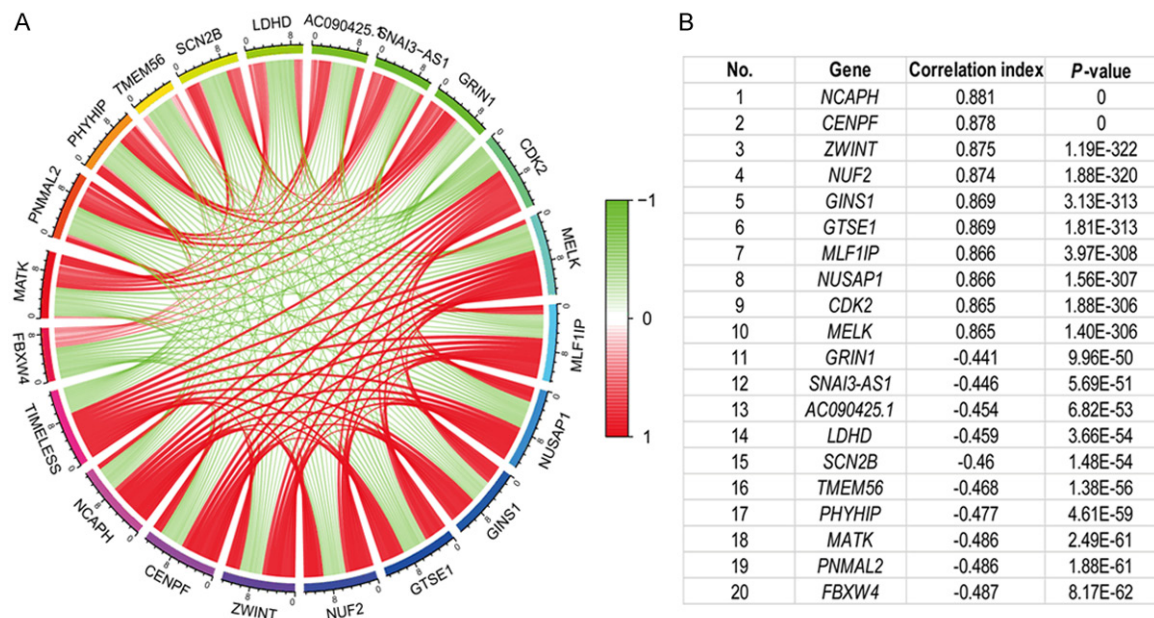 A
B
SCN2B
LDHD
AC090425.1
SNAI3-AS1
GRIN1
CDK2
MELK
MLF1IP
NUSAP1
GINS1
GTSE1
NUF2
ZWINT
CENPF
NCAPH
TIMELESS
FBXW4
MATK
PNMAL2
PHYHIP
TMEM56
-1
-0.5
0
0.5
1
No. Gene Correlation index P-value
1 NCAPH 0.881 0
2 CENPF 0.878 0
3 ZWINT 0.875 1.19E-322
4 NUF2 0.874 1.88E-320
5 GINS1 0.869 3.13E-313
6 GTSE1 0.869 1.81E-313
7 MLF1IP 0.866 3.97E-308
8 NUSAP1 0.866 1.56E-307
9 CDK2 0.865 1.88E-306
10 MELK 0.865 1.40E-306
11 GRIN1 -0.441 9.96E-50
12 SNAI3-AS1 -0.446 5.69E-51
13 AC090425.1 -0.454 6.82E-53
14 LDHD -0.459 3.66E-54
15 SCN2B -0.46 1.48E-54
16 TMEM56 -0.468 1.38E-56
17 PHYHIP -0.477 4.61E-59
18 MATK -0.486 2.49E-61
19 PNMAL2 -0.486 1.88E-61
20 FBXW4 -0.487 8.17E-62